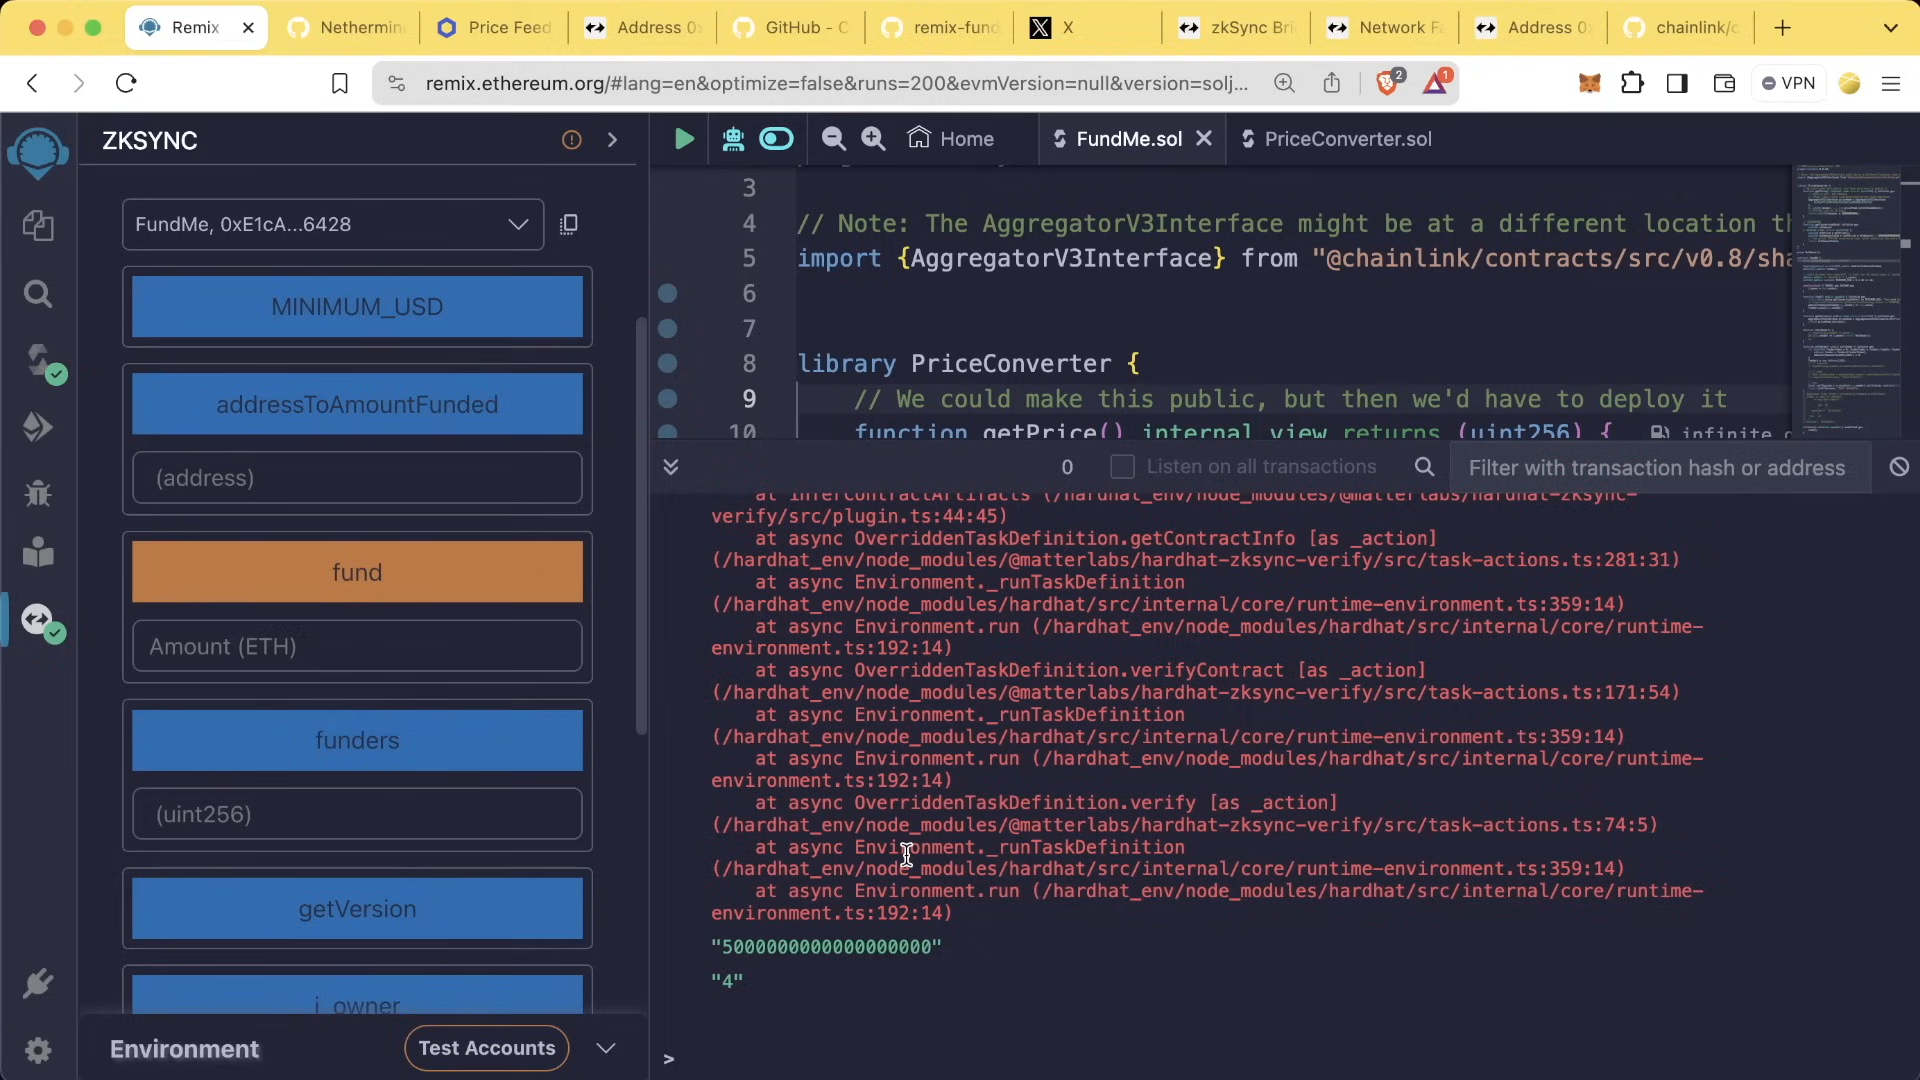 Remix
Nethermin
Price Feed
Address 0x
GitHub - C
remix-fund
X
zkSync Bri
Network Fa
Address 0x
chainlink/c
remix.ethereum.org/#lang=en&optimize=false&runs=200&evmVersion=null&version=solj...
2
1
VPN
ZKSYNC
Home
FundMe.sol
PriceConverter.sol
FundMe, 0xE1cA...6428
MINIMUM_USD
addressToAmountFunded
(address)
fund
Amount (ETH)
funders
(uint256)
getVersion
i_owner
Environment
Test Accounts
3
4 // Note: The AggregatorV3Interface might be at a different location th
5 import {AggregatorV3Interface} from "@chainlink/contracts/src/v0.8/sha
6
7
8 library PriceConverter {
9 // We could make this public, but then we'd have to deploy it
10 function getPrice() internal view returns (uint256) { infinite
0
Listen on all transactions
Filter with transaction hash or address
at inferContractArtifacts (/hardhat_env/node_modules/@matterlabs/hardhat-zksync-
verify/src/plugin.ts:44:45)
at async OverriddenTaskDefinition.getContractInfo [as _action]
(/hardhat_env/node_modules/@matterlabs/hardhat-zksync-verify/src/task-actions.ts:281:31)
at async Environment._runTaskDefinition
(/hardhat_env/node_modules/hardhat/src/internal/core/runtime-environment.ts:359:14)
at async Environment.run (/hardhat_env/node_modules/hardhat/src/internal/core/runtime-
environment.ts:192:14)
at async OverriddenTaskDefinition.verifyContract [as _action]
(/hardhat_env/node_modules/@matterlabs/hardhat-zksync-verify/src/task-actions.ts:171:54)
at async Environment._runTaskDefinition
(/hardhat_env/node_modules/hardhat/src/internal/core/runtime-environment.ts:359:14)
at async Environment.run (/hardhat_env/node_modules/hardhat/src/internal/core/runtime-
environment.ts:192:14)
at async OverriddenTaskDefinition.verify [as _action]
(/hardhat_env/node_modules/@matterlabs/hardhat-zksync-verify/src/task-actions.ts:74:5)
at async Environment._runTaskDefinition
(/hardhat_env/node_modules/hardhat/src/internal/core/runtime-environment.ts:359:14)
at async Environment.run (/hardhat_env/node_modules/hardhat/src/internal/core/runtime-
environment.ts:192:14)
"5000000000000000000"
"4"
>